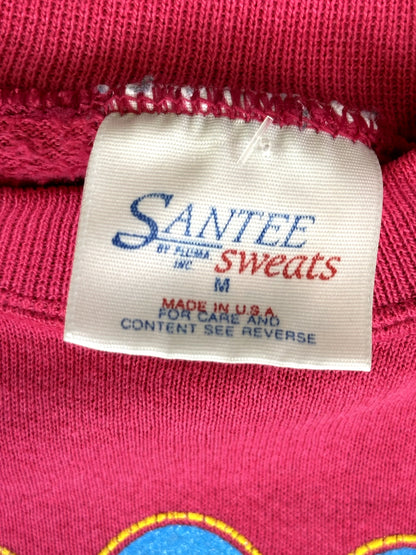 SANTEE
BY PLUMA sweats
INC.
M
MADE IN U.S.A.
FOR CARE AND
CONTENT SEE REVERSE